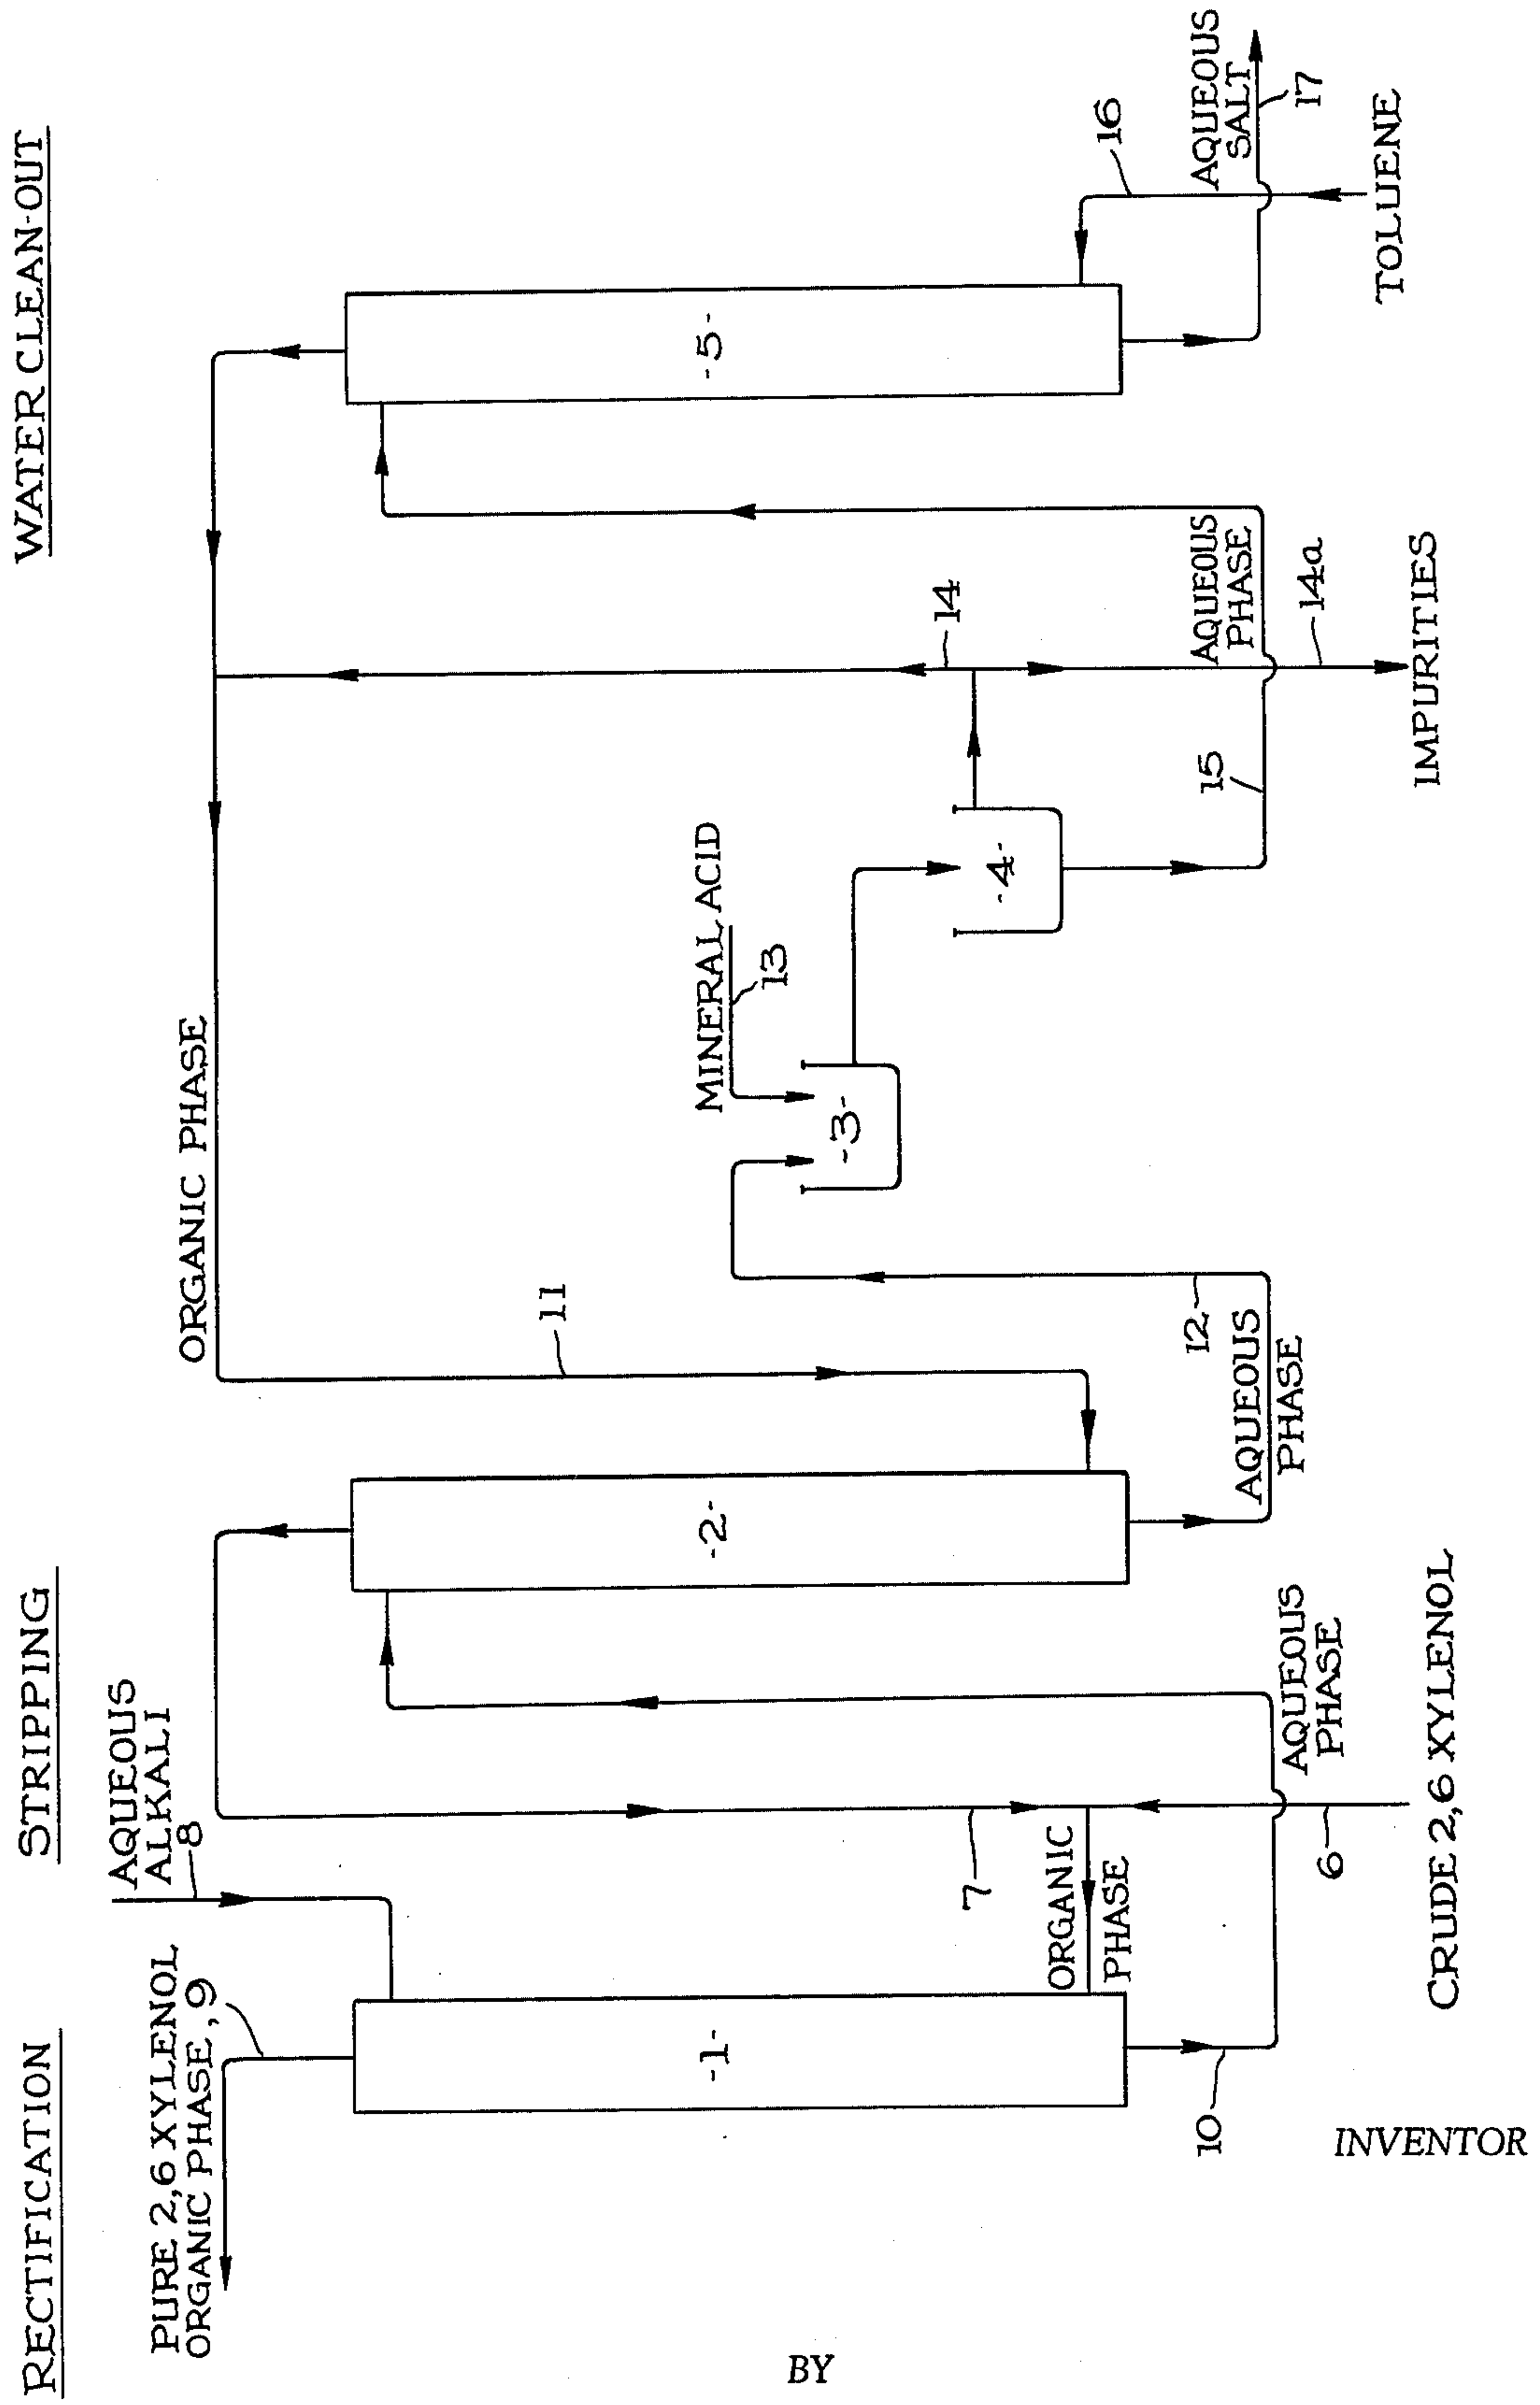 RECTIFICATION
STRIPPING
WATER CLEAN-OUT
PURE 2,6 XYLENOL
ORGANIC PHASE, 9
AQUEOUS
ALKALI
8
ORGANIC PHASE
11
7
-1-
-2-
ORGANIC
PHASE
10
6
CRUDE 2,6 XYLENOL
AQUEOUS
PHASE
AQUEOUS
PHASE
12
MINERAL ACID
13
-3-
-4-
14
15
AQUEOUS
PHASE
14a
IMPURITIES
-5-
16
AQUEOUS
SALT
17
TOLUENE
INVENTOR
BY